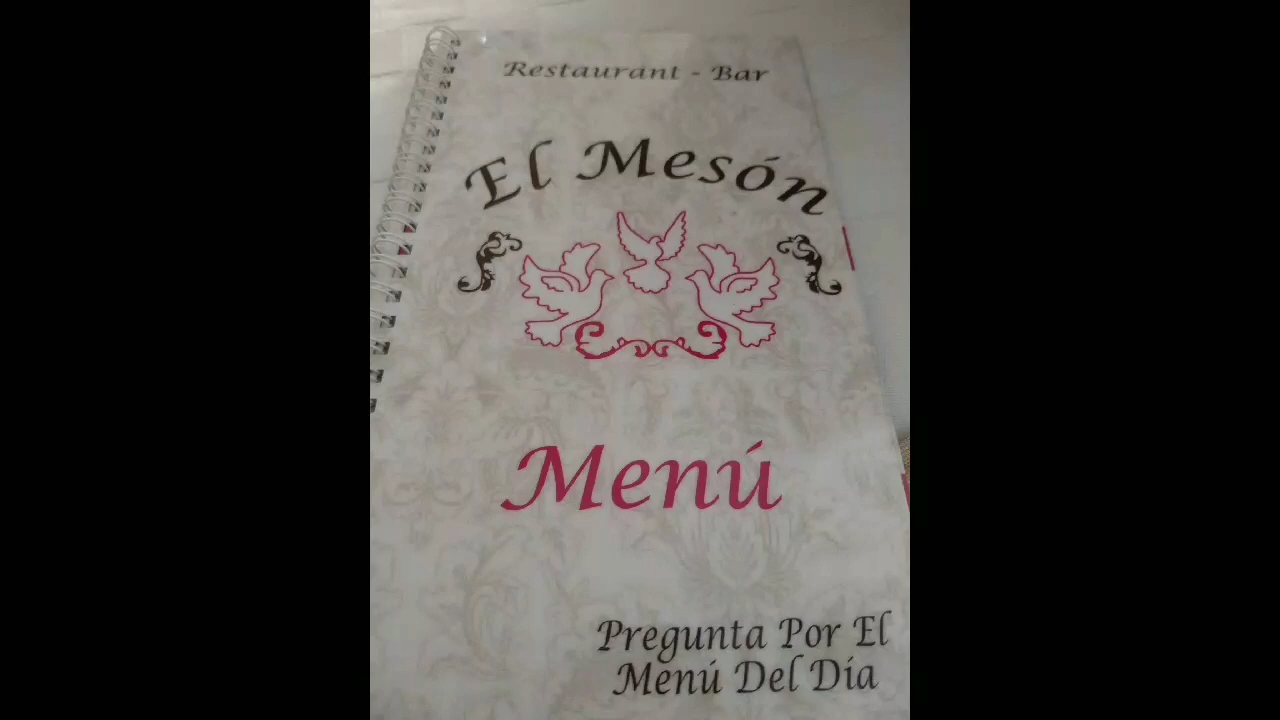 Restaurant - Bar
El Mesón
Menú
Pregunta Por El
Menú Del Día